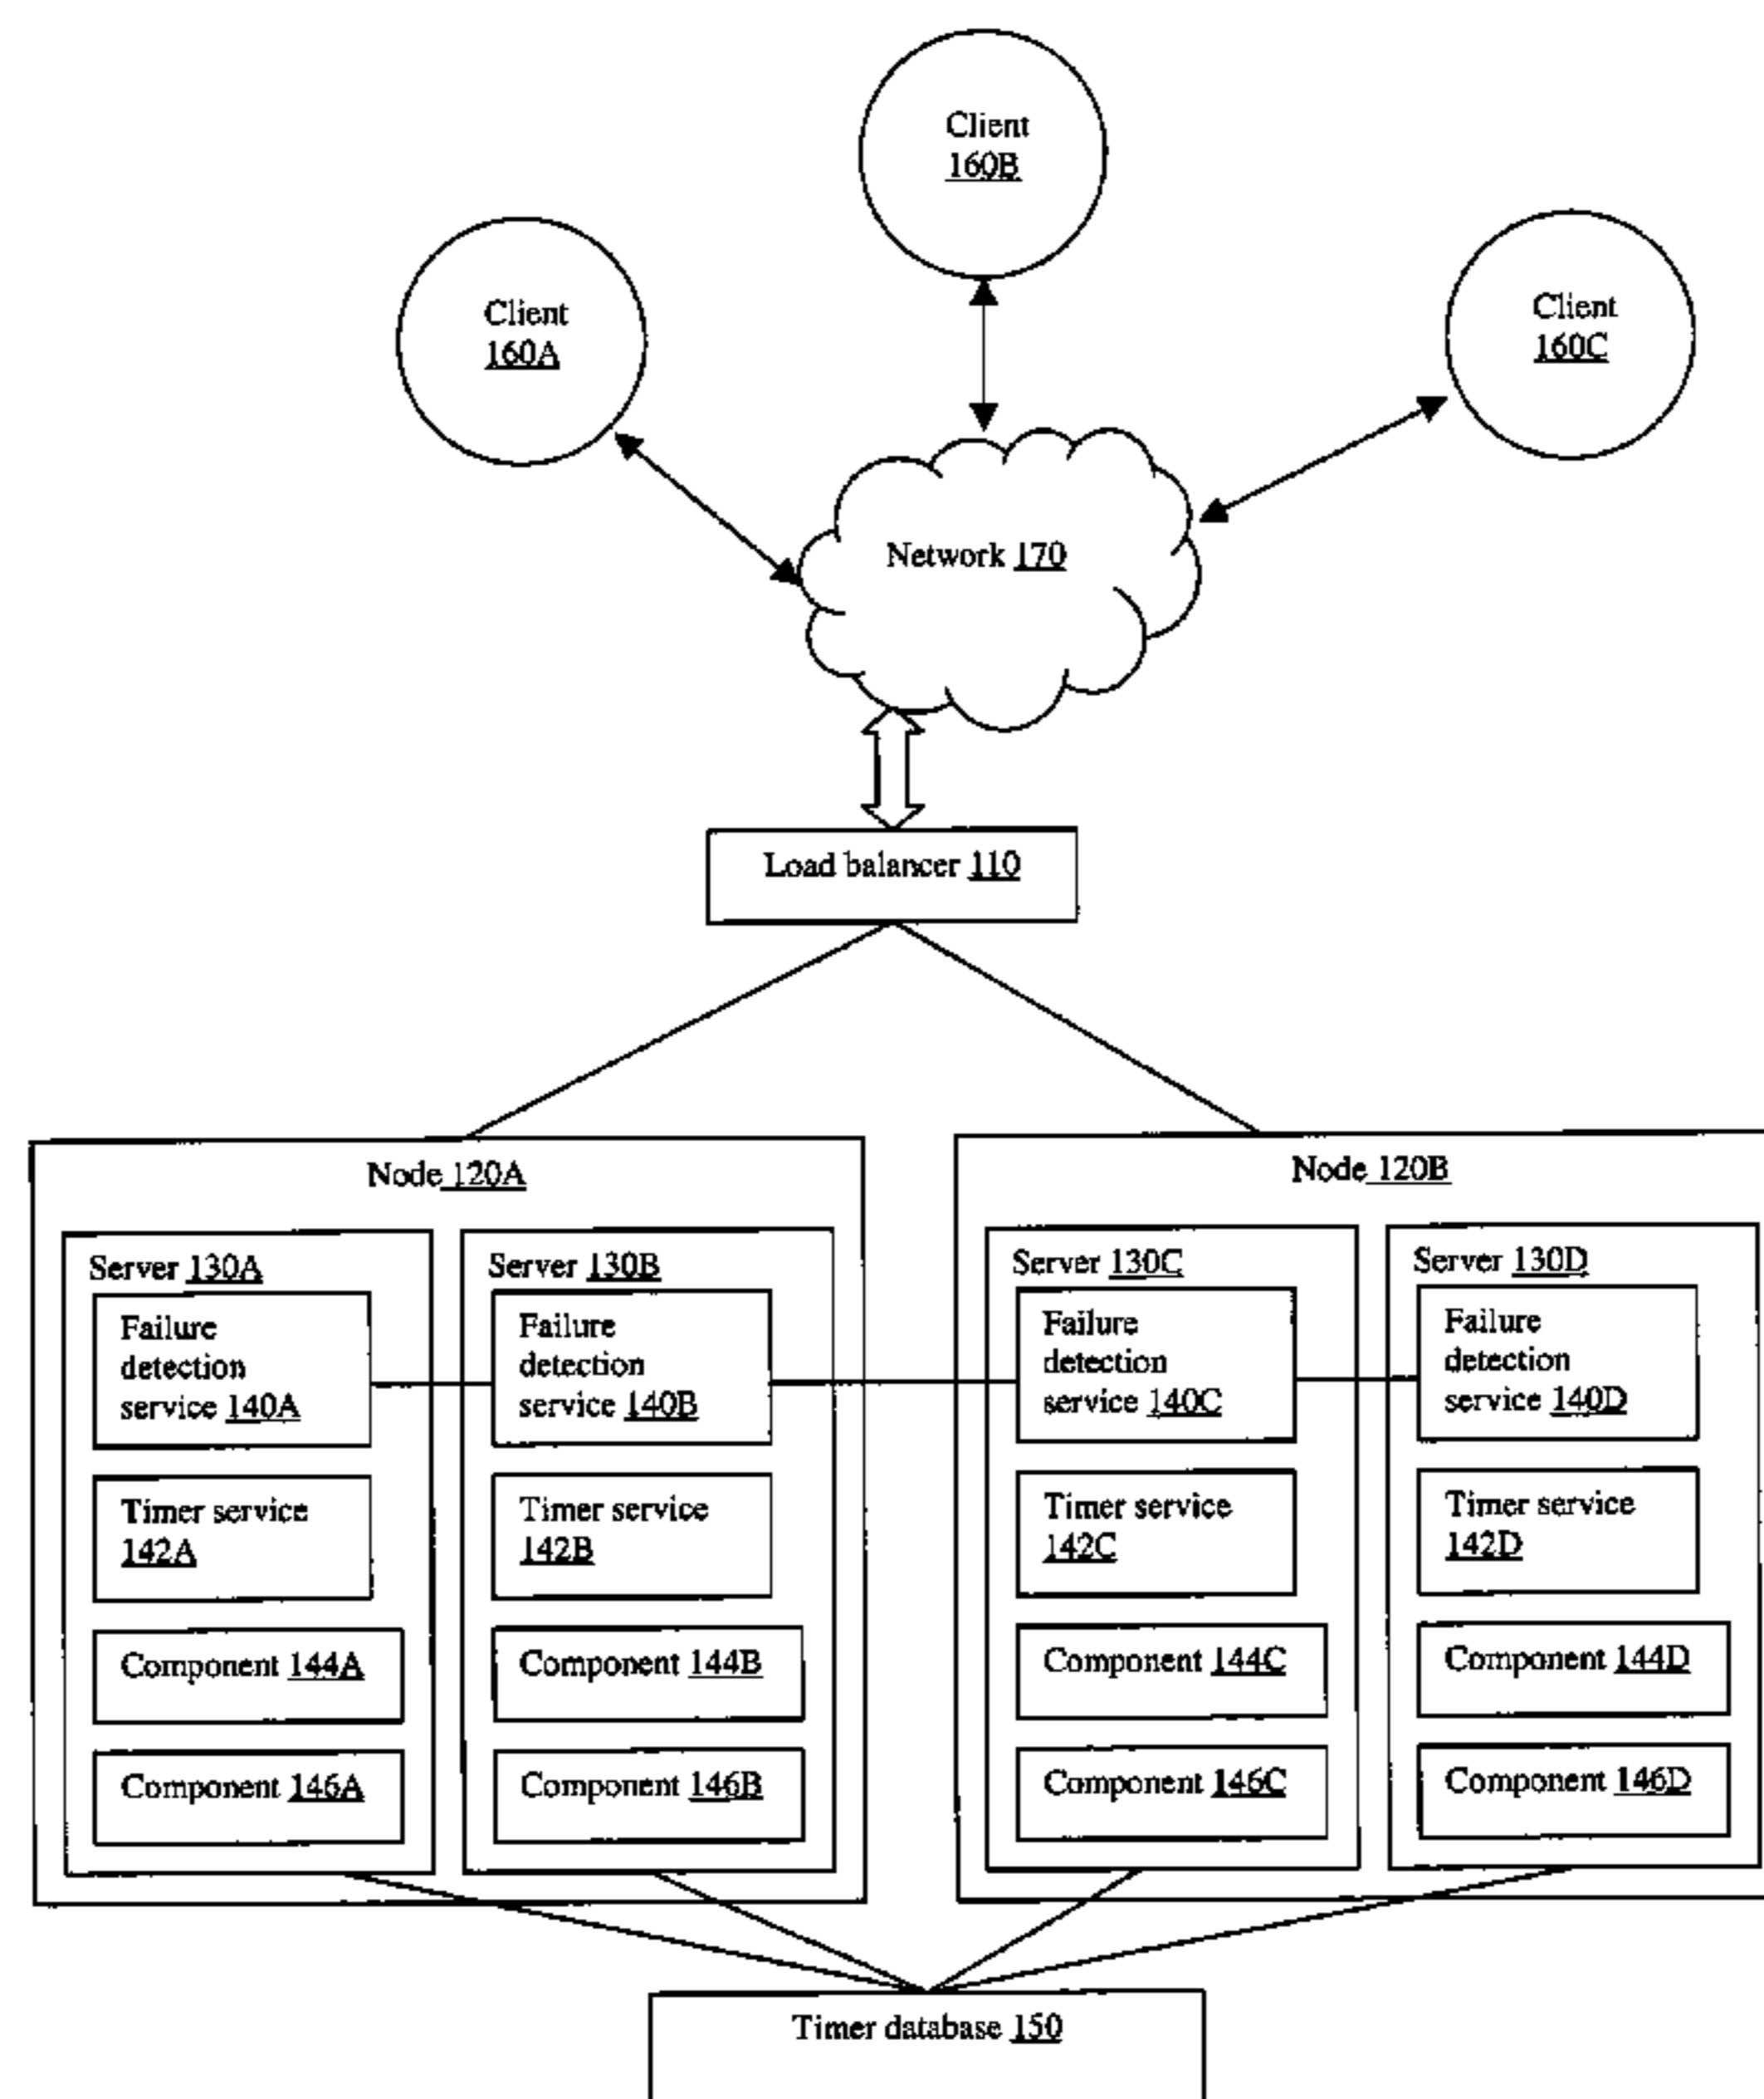 Client
160B
Client
160A
Client
160C
Network 170
Load balancer 110
Node 120A
Node 120B
Server 130A
Failure
detection
service 140A
Timer service
142A
Component 144A
Component 146A
Server 130B
Failure
detection
service 140B
Timer service
142B
Component 144B
Component 146B
Server 130C
Failure
detection
service 140C
Timer service
142C
Component 144C
Component 146C
Server 130D
Failure
detection
service 140D
Timer service
142D
Component 144D
Component 146D
Timer database 150